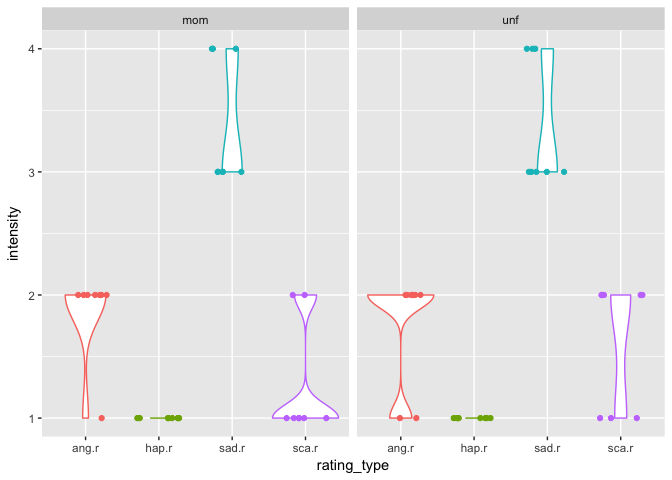 mom unf
4
3
2
1
intensity
ang.r hap.r sad.r sca.r ang.r hap.r sad.r sca.r
rating_type